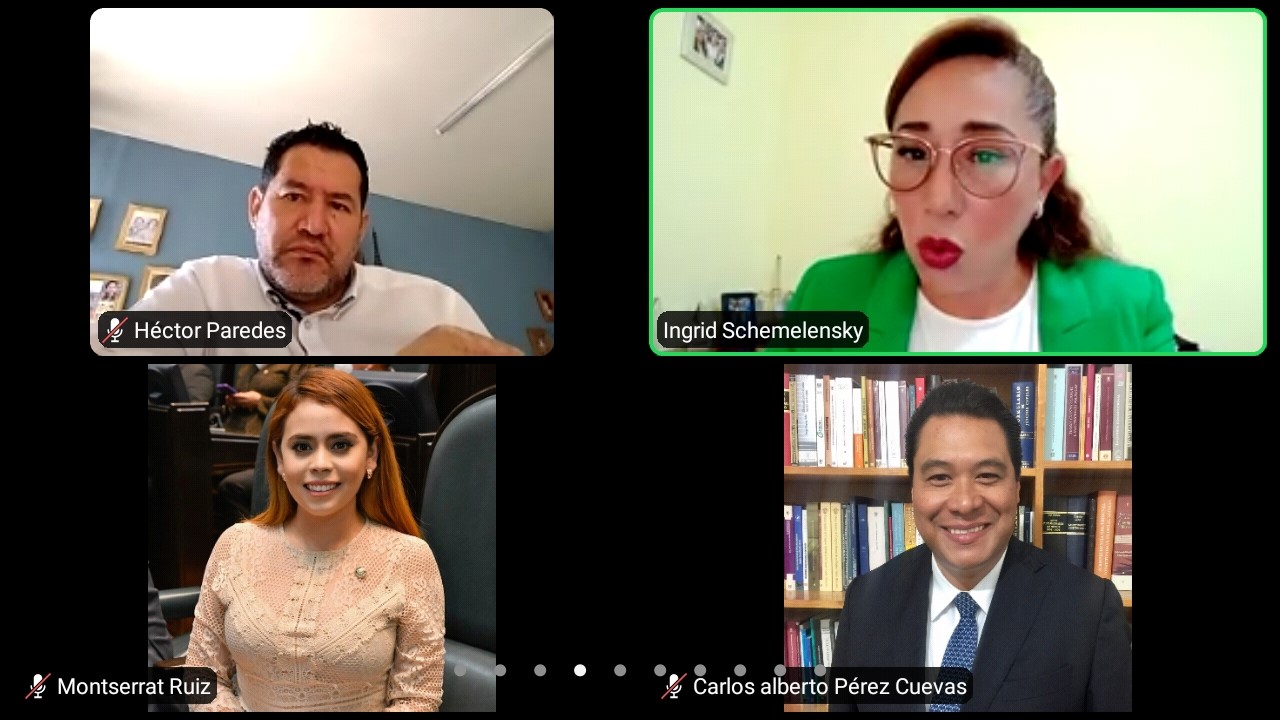 Héctor Paredes
Ingrid Schemelensky
Montserrat Ruiz
Carlos alberto Pérez Cuevas